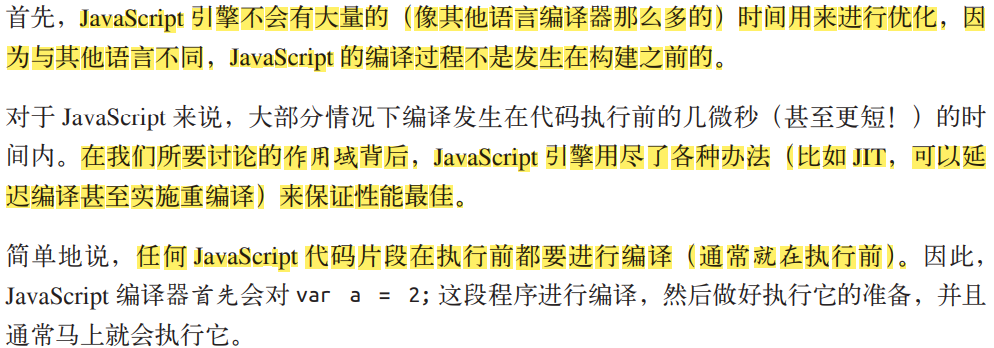 首先，JavaScript 引擎不会有大量的（像其他语言编译器那么多的）时间用来进行优化，因
为与其他语言不同，JavaScript 的编译过程不是发生在构建之前的。
对于 JavaScript 来说，大部分情况下编译发生在代码执行前的几微秒（甚至更短！）的时
间内。在我们所要讨论的作用域背后，JavaScript 引擎用尽了各种办法（比如 JIT，可以延
迟编译甚至实施重编译）来保证性能最佳。
简单地说，任何 JavaScript 代码片段在执行前都要进行编译（通常就在执行前）。因此，
JavaScript 编译器首先会对 var a = 2; 这段程序进行编译，然后做好执行它的准备，并且
通常马上就会执行它。